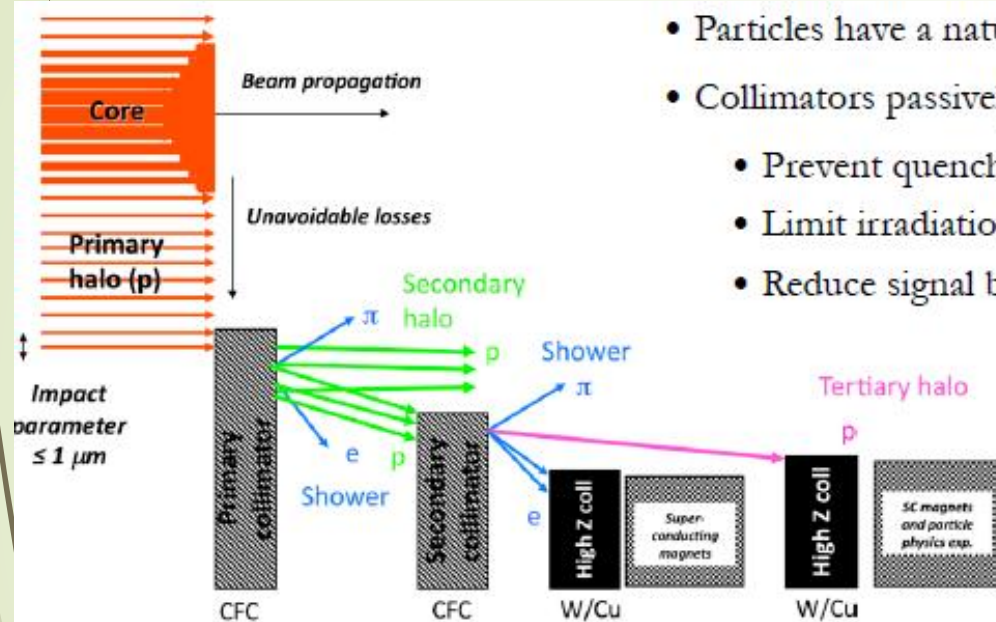 Core
Beam propagation
Unavoidable losses
Primary
halo (p)
Impact
parameter
≤ 1 μm
Secondary
halo
π
p
e
p
Shower
Shower
π
e
Tertiary halo
p
Primary
collimator
CFC
Secondary
collimator
CFC
High Z coll
W/Cu
Super-
conducting
magnets
High Z coll
W/Cu
SC magnets
and particle
physics exp.
• Particles have a natu
• Collimators passive
• Prevent quench
• Limit irradiatio
• Reduce signal b